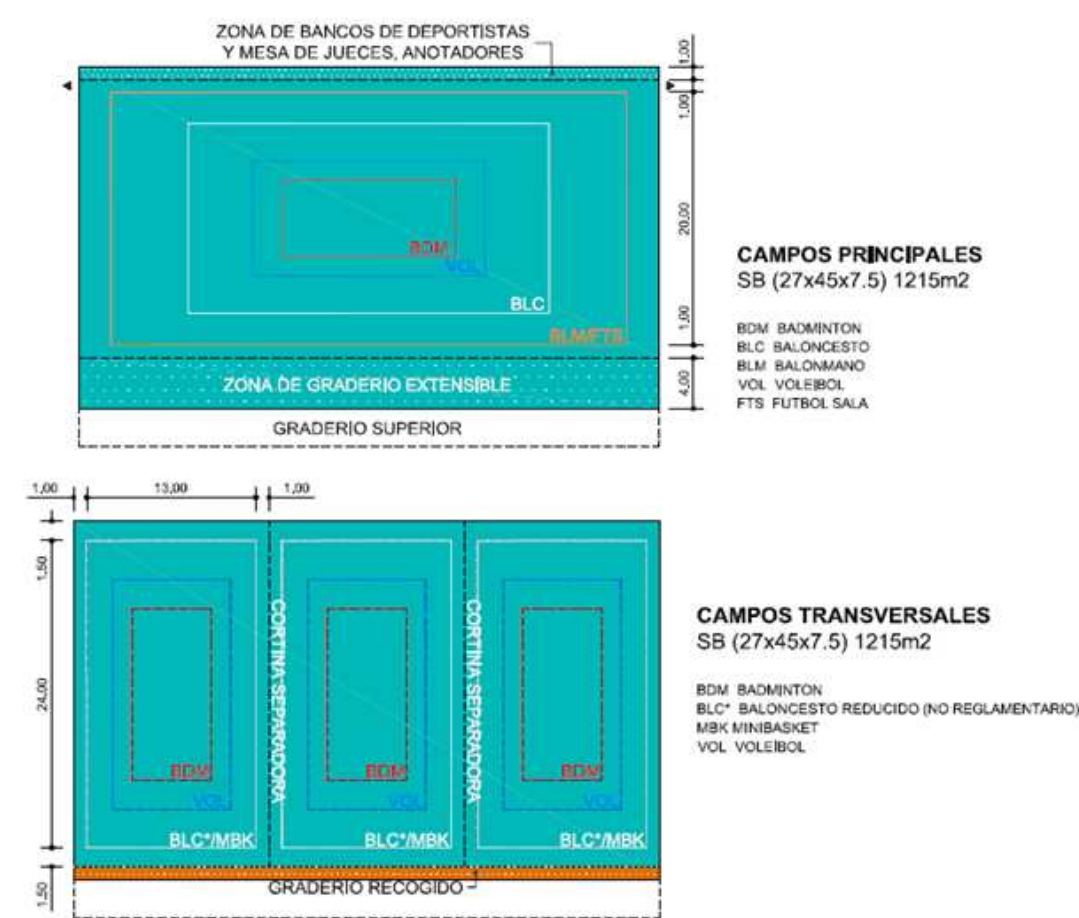 ZONA DE BANCOS DE DEPORTISTAS
Y MESA DE JUECES, ANOTADORES
1,00
1,00
20,00
1,00
4,00
BDM
VOL
BLC
BLM/FTS
ZONA DE GRADERIO EXTENSIBLE
GRADERIO SUPERIOR
CAMPOS PRINCIPALES
SB (27x45x7.5) 1215m2
BDM BADMINTON
BLC BALONCESTO
BLM BALONMANO
VOL VOLEIBOL
FTS FUTBOL SALA
1,00
13,00
1,00
1,50
24,00
1,50
CORTINA SEPARADORA
CORTINA SEPARADORA
BDM
BDM
BDM
VOL
VOL
VOL
BLC*/MBK
BLC*/MBK
BLC*/MBK
GRADERIO RECOGIDO
CAMPOS TRANSVERSALES
SB (27x45x7.5) 1215m2
BDM BADMINTON
BLC* BALONCESTO REDUCIDO (NO REGLAMENTARIO)
MBK MINIBASKET
VOL VOLEIBOL